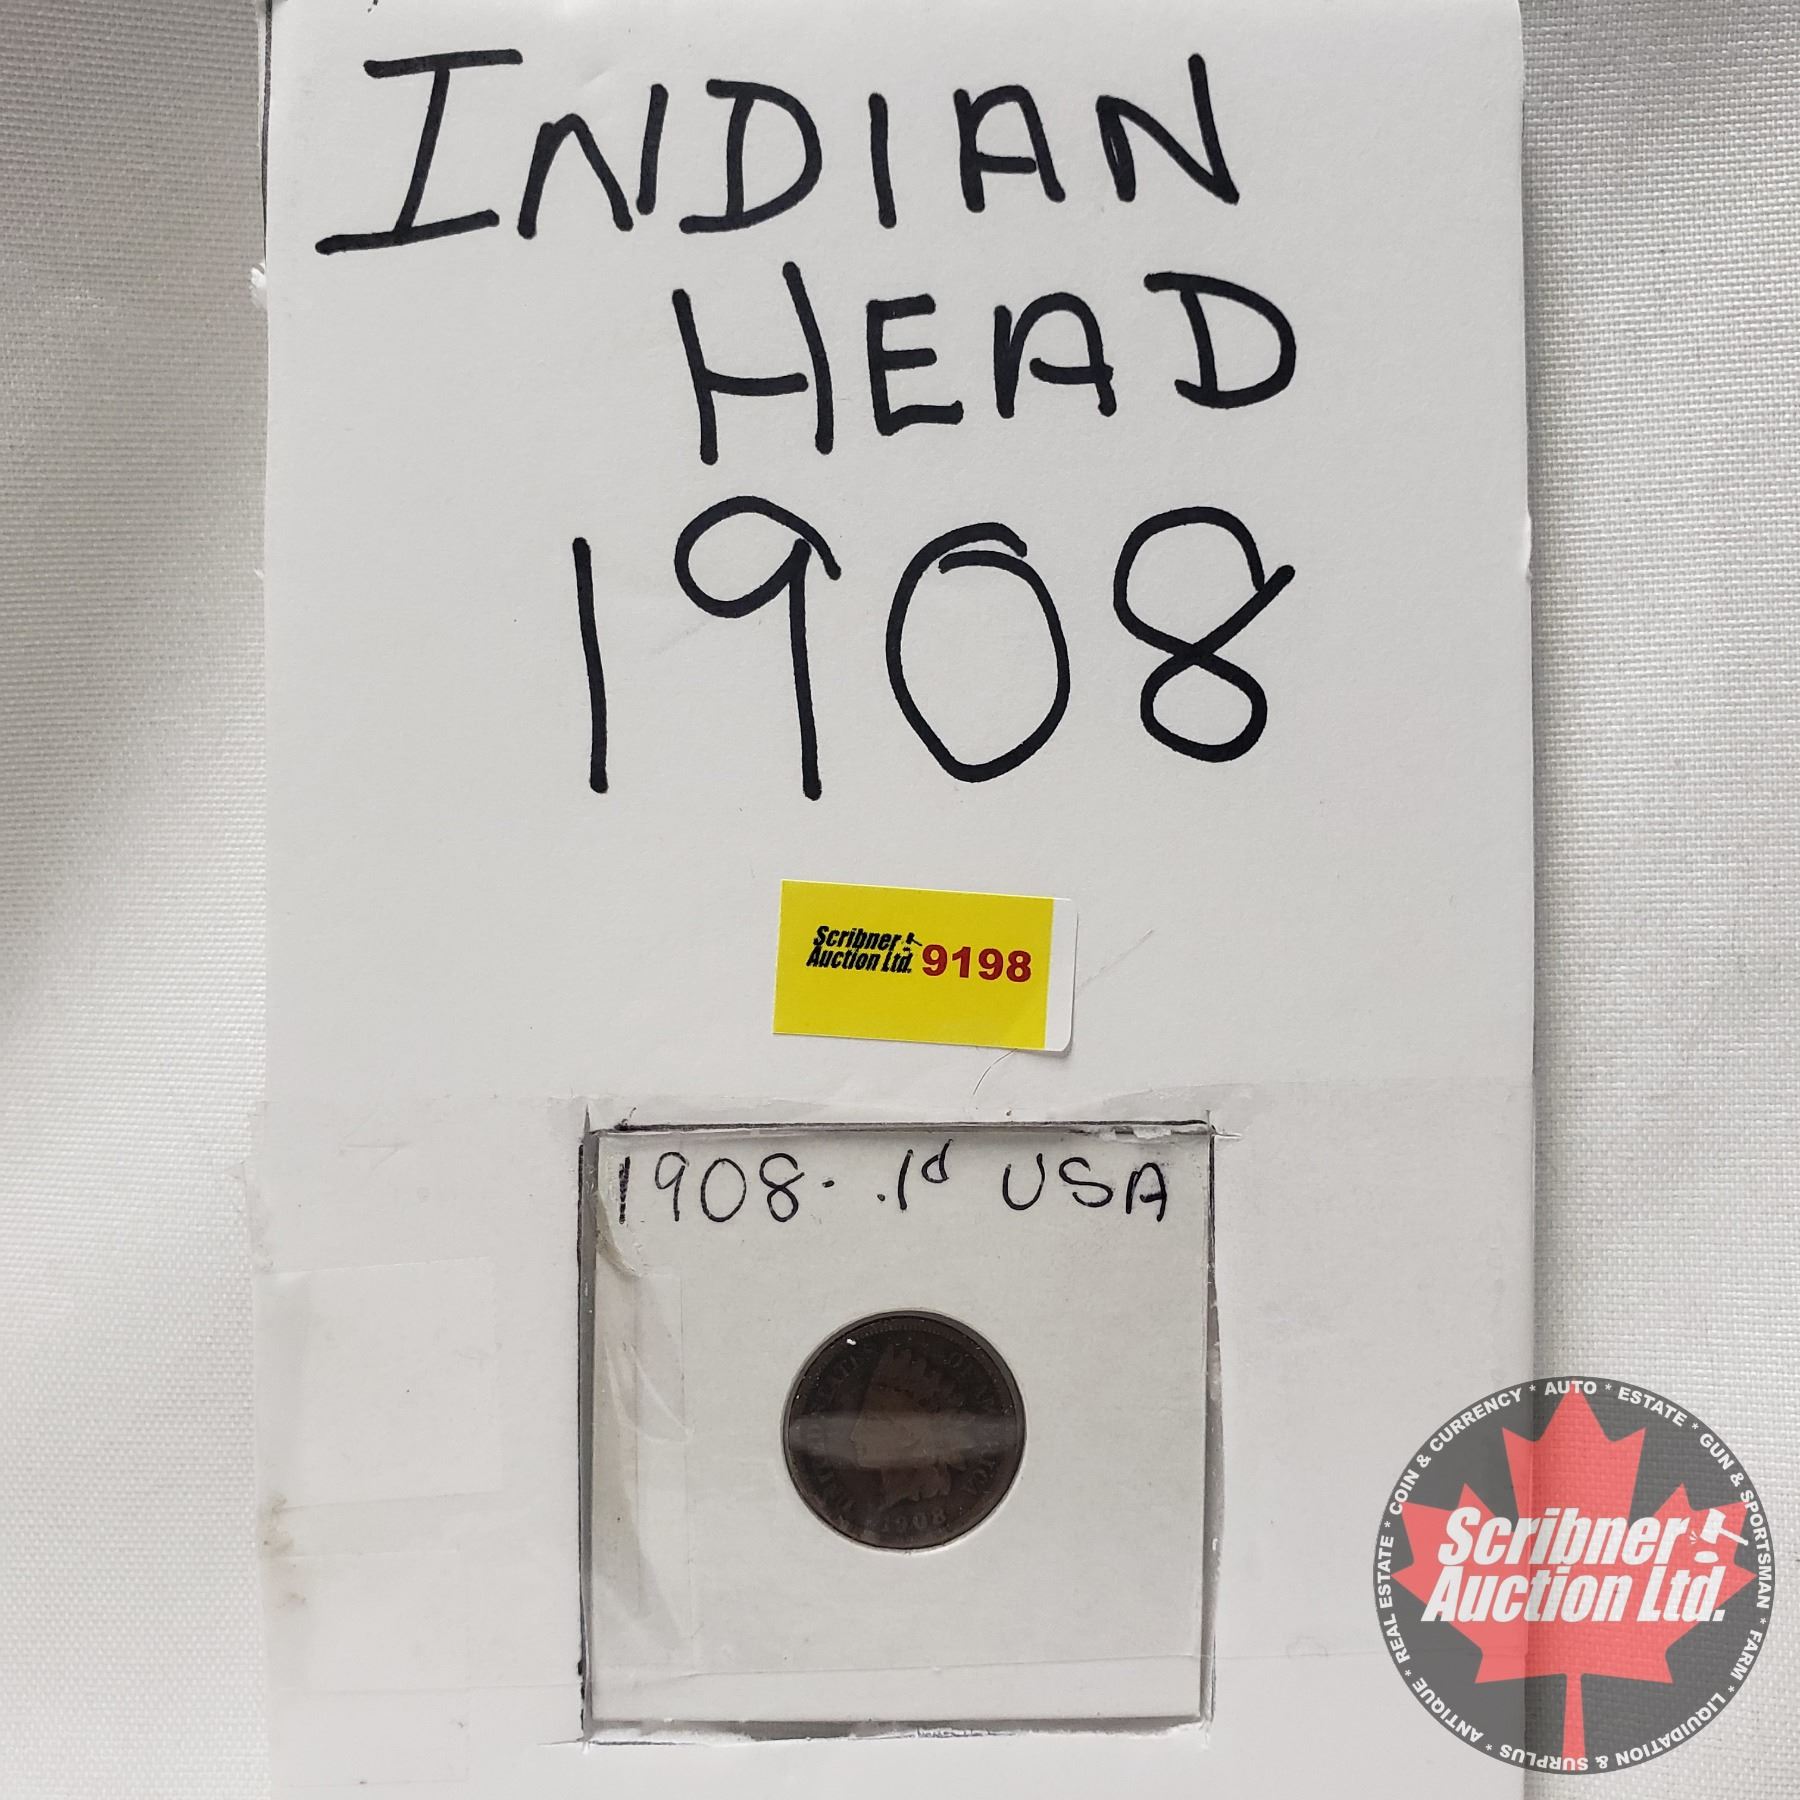 INDIAN
HEAD
1908
Scribner
Auction Ltd. 9198
1908- .1¢ USA
1908
COIN & CURRENCY * AUTO * ESTATE * GUN & SPORTSMAN * FARM * LIQUIDATION & SURPLUS * ANTIQUE * REAL ESTATE *
Scribner
Auction Ltd.